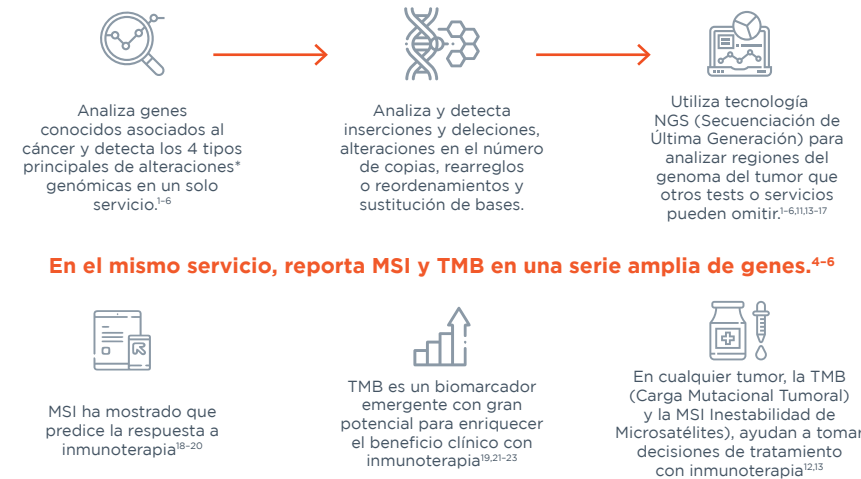 Analiza genes
conocidos asociados al
cáncer y detecta los 4 tipos
principales de alteraciones*
genómicas en un solo
servicio.¹⁻⁶
Analiza y detecta
inserciones y deleciones,
alteraciones en el número
de copias, rearreglos
o reordenamientos y
sustitución de bases.
Utiliza tecnología
NGS (Secuenciación de
Última Generación) para
analizar regiones del
genoma del tumor que
otros tests o servicios
pueden omitir.¹⁻⁶,¹¹,¹³⁻¹⁷
En el mismo servicio, reporta MSI y TMB en una serie amplia de genes.⁴⁻⁶
MSI ha mostrado que
predice la respuesta a
inmunoterapia¹⁸⁻²⁰
TMB es un biomarcador
emergente con gran
potencial para enriquecer
el beneficio clínico con
inmunoterapia¹⁹,²¹⁻²³
En cualquier tumor, la TMB
(Carga Mutacional Tumoral)
y la MSI Inestabilidad de
Microsatélites), ayudan a tomar
decisiones de tratamiento
con inmunoterapia¹²,¹³